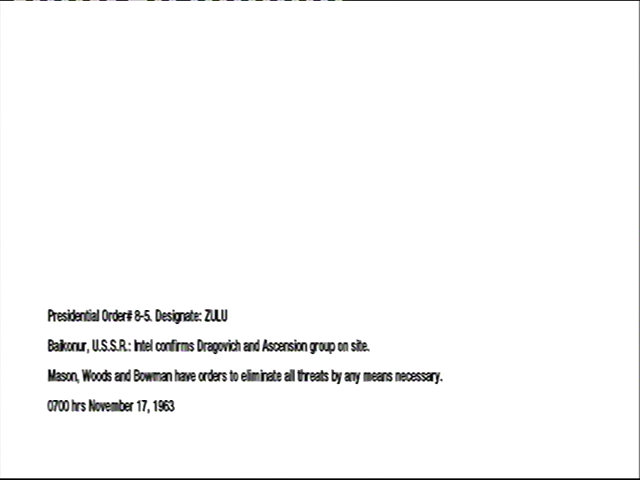 Presidential Order# 8-5. Designate: ZULU
Baikonur, U.S.S.R.: Intel confirms Dragovich and Ascension group on site.
Mason, Woods and Bowman have orders to eliminate all threats by any means necessary.
0700 hrs November 17, 1963